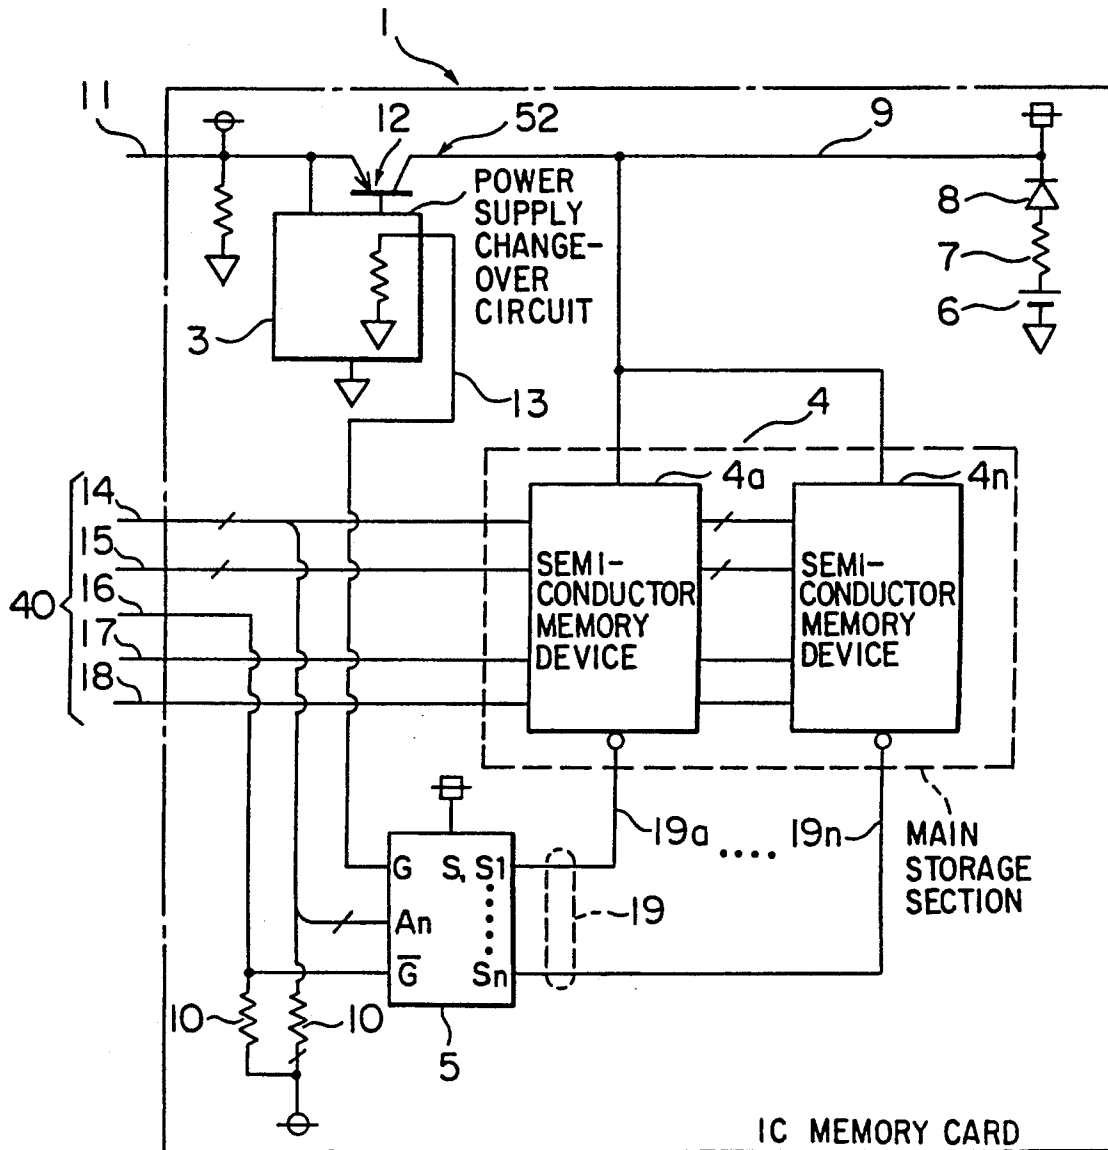 1
11
12
52
9
POWER
SUPPLY
CHANGE-
OVER
CIRCUIT
8
7
6
3
13
4
4a
4n
40
14
15
16
17
18
SEMI-
CONDUCTOR
MEMORY
DEVICE
SEMI-
CONDUCTOR
MEMORY
DEVICE
19a
....
19n
MAIN
STORAGE
SECTION
G
S, S1
An
G̅
Sn
19
10
10
5
IC MEMORY CARD